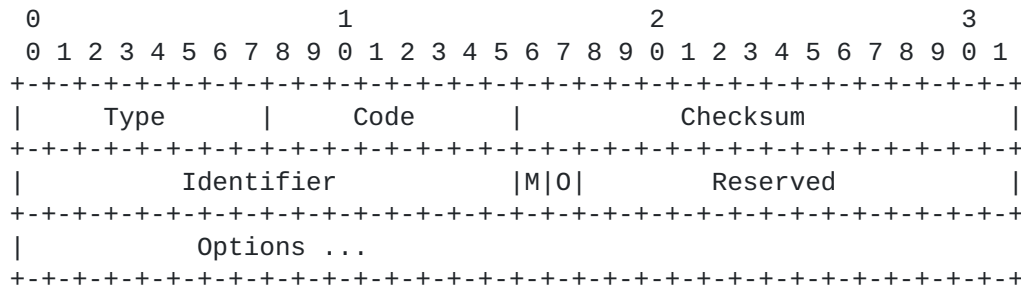 0                   1                   2                   3
 0 1 2 3 4 5 6 7 8 9 0 1 2 3 4 5 6 7 8 9 0 1 2 3 4 5 6 7 8 9 0 1
+-+-+-+-+-+-+-+-+-+-+-+-+-+-+-+-+-+-+-+-+-+-+-+-+-+-+-+-+-+-+-+-+
|     Type      |     Code      |          Checksum             |
+-+-+-+-+-+-+-+-+-+-+-+-+-+-+-+-+-+-+-+-+-+-+-+-+-+-+-+-+-+-+-+-+
|          Identifier           |M|O|        Reserved           |
+-+-+-+-+-+-+-+-+-+-+-+-+-+-+-+-+-+-+-+-+-+-+-+-+-+-+-+-+-+-+-+-+
|           Options ...
+-+-+-+-+-+-+-+-+-+-+-+-+-+-+-+-+-+-+-+-+-+-+-+-+-+-+-+-+-+-+-+-+